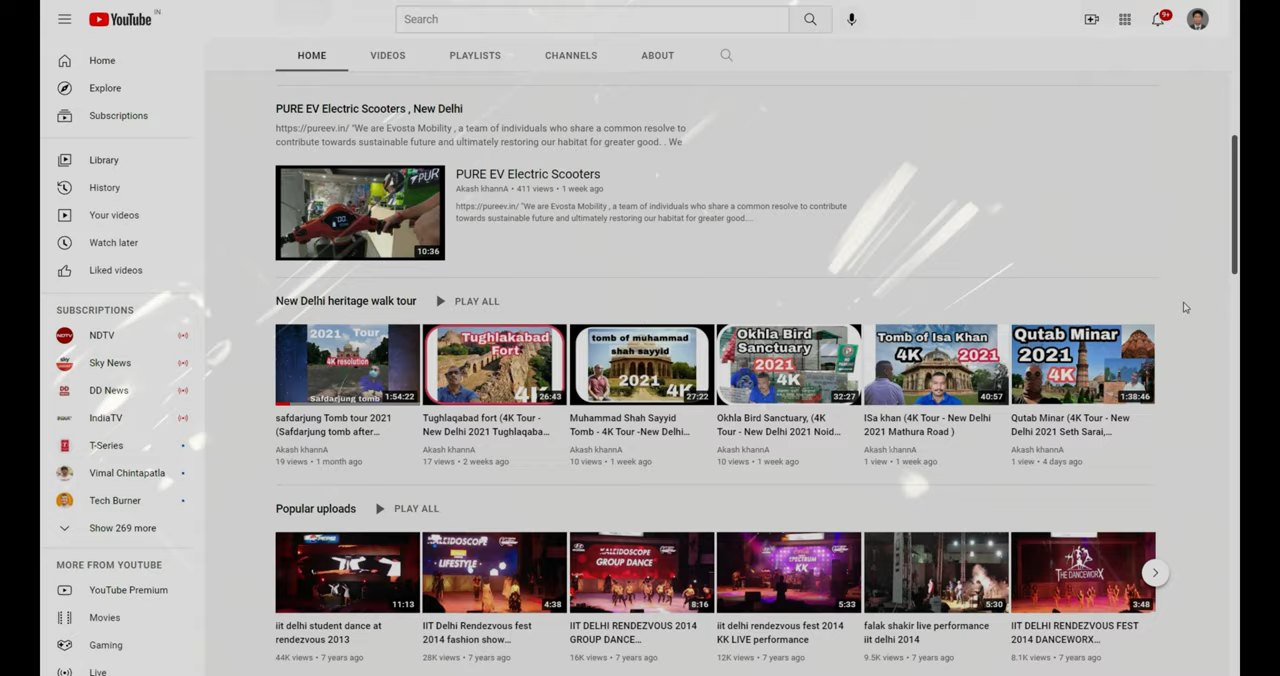 YouTube IN
Search
9+
HOME VIDEOS PLAYLISTS CHANNELS ABOUT
Home
Explore
Subscriptions
Library
History
Your videos
Watch later
Liked videos
SUBSCRIPTIONS
NDTV
Sky News
DD News
IndiaTV
T-Series
Vimal Chintapatla
Tech Burner
Show 269 more
MORE FROM YOUTUBE
YouTube Premium
Movies
Gaming
Live
PURE EV Electric Scooters , New Delhi
https://pureev.in/ "We are Evosta Mobility , a team of individuals who share a common resolve to
contribute towards sustainable future and ultimately restoring our habitat for greater good. . We
10:36
PURE EV Electric Scooters
Akash khannA • 411 views • 1 week ago
https://pureev.in/ "We are Evosta Mobility , a team of individuals who share a common resolve to contribute
towards sustainable future and ultimately restoring our habitat for greater good....
New Delhi heritage walk tour PLAY ALL
2021 Tour
4K resolution
Safdarjung tomb
1:54:22
safdarjung Tomb tour 2021
(Safdarjung tomb after...
Akash khannA
19 views • 1 month ago
Tughlakabad
Fort
4K
26:43
Tughlaqabad fort (4K Tour -
New Delhi 2021 Tughlaqaba...
Akash khannA
17 views • 2 weeks ago
tomb of muhammad
shah sayyid
2021 4K
27:22
Muhammad Shah Sayyid
Tomb - 4K Tour -New Delhi...
Akash khannA
10 views • 1 week ago
Okhla Bird
Sanctuary
2021
4K
32:27
Okhla Bird Sanctuary, (4K
Tour - New Delhi 2021 Noid...
Akash khannA
10 views • 1 week ago
Tomb of Isa Khan
4K 2021
40:57
ISa khan (4K Tour - New Delhi
2021 Mathura Road )
Akash khannA
1 view • 1 week ago
Qutab Minar
2021
4K
1:38:46
Qutab Minar (4K Tour - New
Delhi 2021 Seth Sarai,...
Akash khannA
1 view • 4 days ago
Popular uploads PLAY ALL
11:13
iit delhi student dance at
rendezvous 2013
44K views • 7 years ago
KALEIDOSCOPE
LIFESTYLE
4:38
IIT Delhi Rendezvous fest
2014 fashion show...
28K views • 7 years ago
KALEIDOSCOPE
GROUP DANCE
8:16
IIT DELHI RENDEZVOUS 2014
GROUP DANCE...
16K views • 7 years ago
SPECTRUM
KK
5:33
iit delhi rendezvous fest 2014
KK LIVE performance
12K views • 7 years ago
5:30
falak shakir live performance
iit delhi 2014
9.5K views • 7 years ago
THE DANCEWORX
3:48
IIT DELHI RENDEZVOUS FEST
2014 DANCEWORX...
8.1K views • 7 years ago